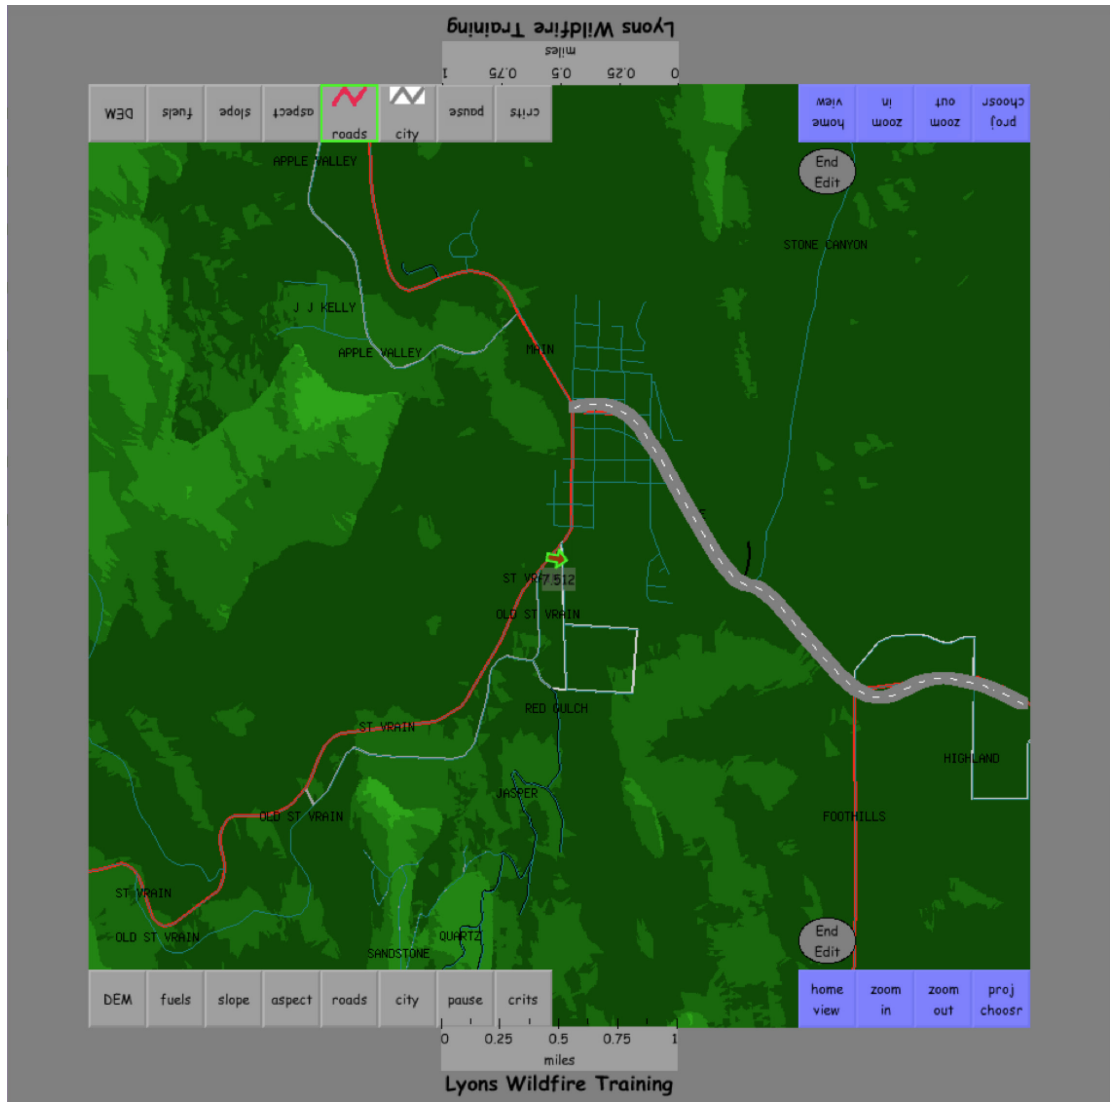 Lyons Wildfire Training
miles
1 0.75 0.5 0.25 0
DEM fuels slope aspect roads city pause crits
home view
zoom in
zoom out
proj choosr
End
Edit
APPLE VALLEY
STONE CANYON
J J KELLY
APPLE VALLEY
MAIN
ST VR
7.512
OLD ST VRAIN
RED GULCH
ST VRAIN
HIGHLAND
JASPER
OLD ST VRAIN
FOOTHILLS
ST VRAIN
OLD ST VRAIN
QUARTZ
SANDSTONE
End
Edit
DEM fuels slope aspect roads city pause crits
home view
zoom in
zoom out
proj choosr
0 0.25 0.5 0.75 1
miles
Lyons Wildfire Training